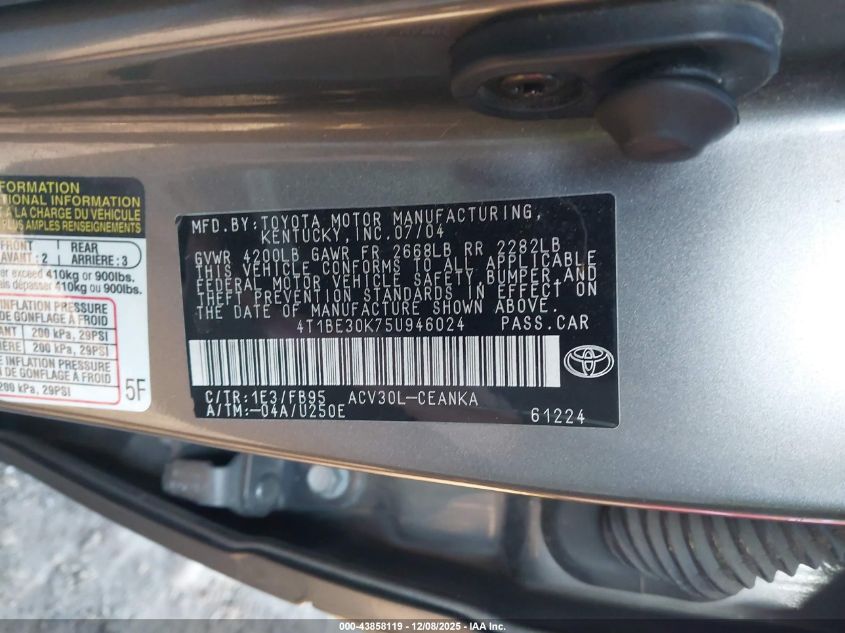 FORMATION
TIONAL INFORMATION
À LA CHARGE DU VÉHICULE
PLUS AMPLES RENSEIGNEMENTS
FRONT
AVANT : 2
REAR
ARRIÈRE : 3
er exceed 410kg or 900lbs.
ais dépasser 410kg ou 900lbs.
INFLATION PRESSURE
DE GONFLAGE À FROID
200 kPa, 29PSI
200 kPa, 29PSI
E INFLATION PRESSURE
N DE GONFLAGE À FROID
200 kPa, 29PSI
5F
MFD.BY: TOYOTA MOTOR MANUFACTURING,
KENTUCKY, INC. 07/04
GVWR 4200LB GAWR FR 2668LB RR 2282LB
THIS VEHICLE CONFORMS TO ALL APPLICABLE
FEDERAL MOTOR VEHICLE SAFETY, BUMPER AND
THEFT PREVENTION STANDARDS IN EFFECT ON
THE DATE OF MANUFACTURE SHOWN ABOVE.
4T1BE30K75U946024 PASS.CAR
C/TR:1E3/FB95 ACV30L-CEANKA
A/TM:-04A/U250E 61224
000-43858119 - 12/08/2025 - IAA Inc.